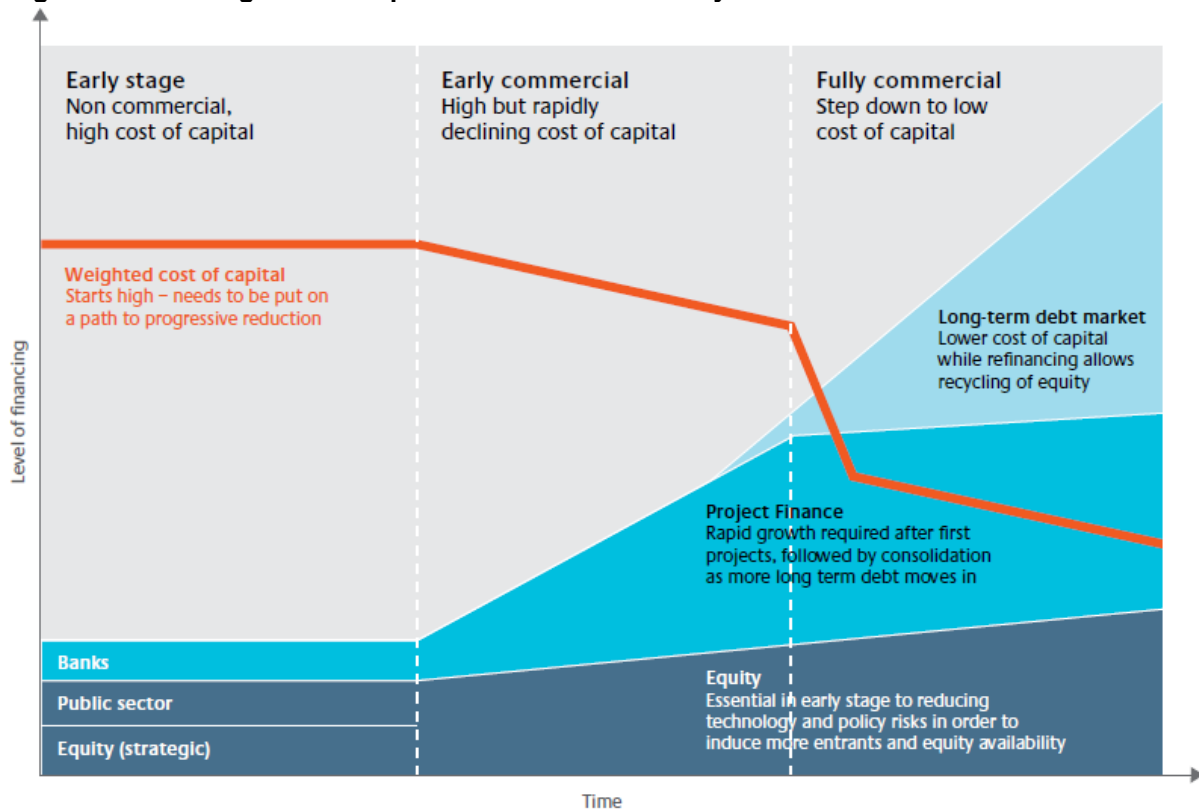 Early stage
Non commercial,
high cost of capital
Early commercial
High but rapidly
declining cost of capital
Fully commercial
Step down to low
cost of capital
Weighted cost of capital
Starts high – needs to be put on
a path to progressive reduction
Long-term debt market
Lower cost of capital
while refinancing allows
recycling of equity
Level of financing
Project Finance
Rapid growth required after first
projects, followed by consolidation
as more long term debt moves in
Banks
Public sector
Equity (strategic)
Equity
Essential in early stage to reducing
technology and policy risks in order to
induce more entrants and equity availability
Time